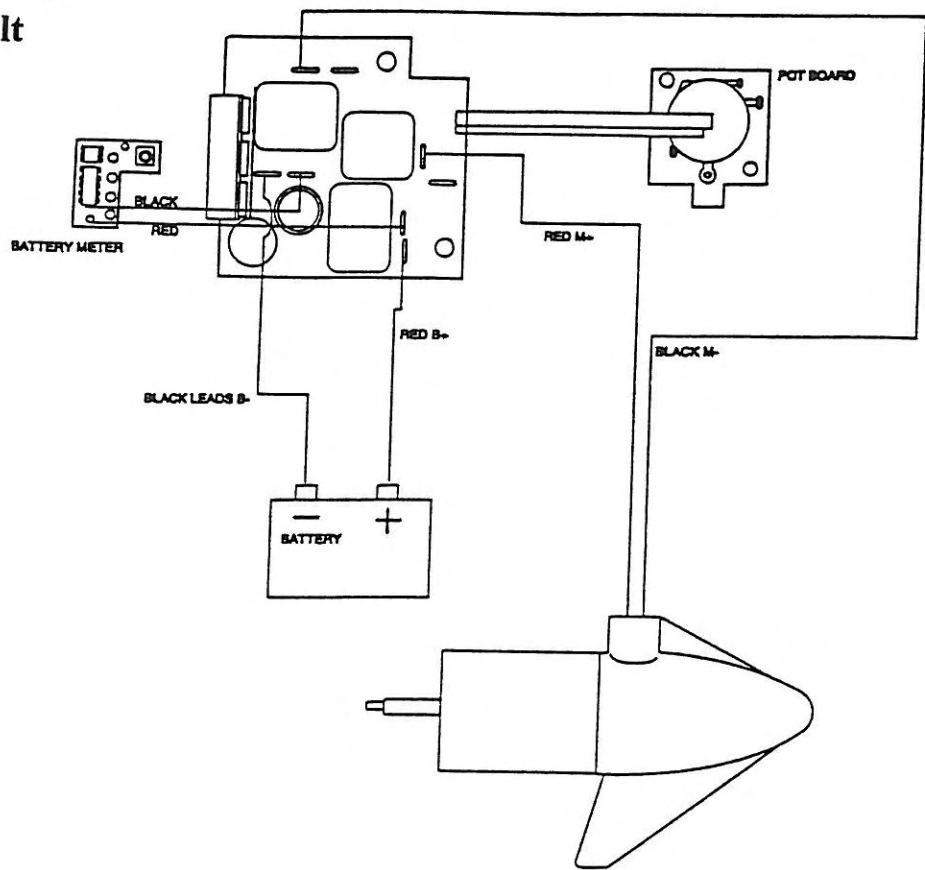 lt
POT BOARD
BLACK
RED
BATTERY METER
RED M+
RED B+
BLACK M-
BLACK LEADS B-
— +
BATTERY